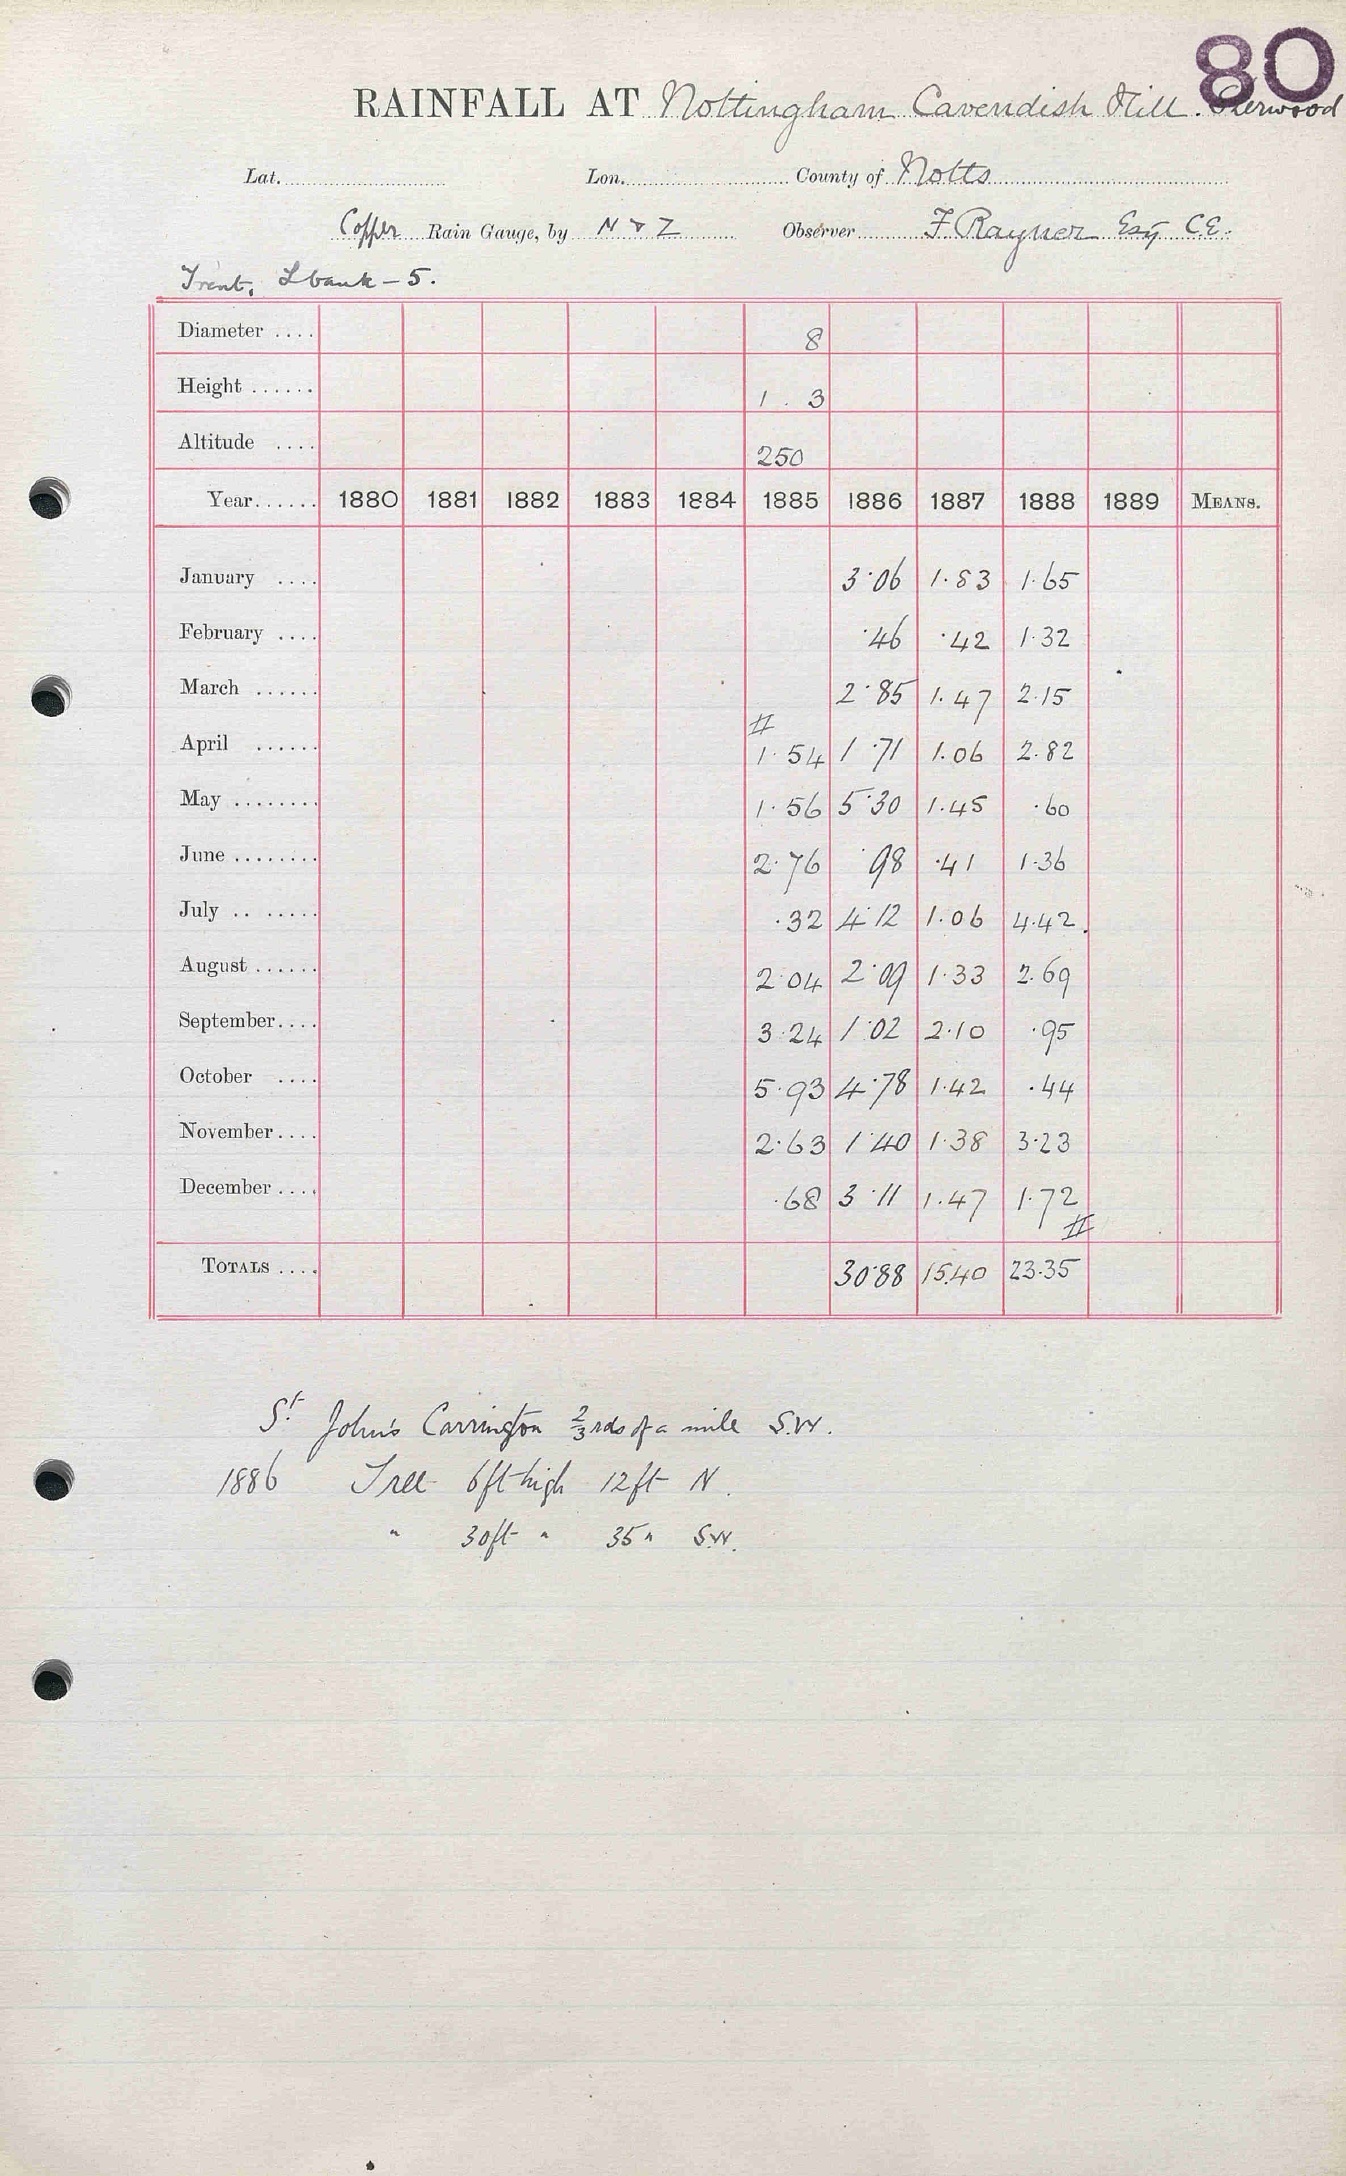 80
RAINFALL AT Nottingham Cavendish Hill. Sherwood
Lat. Lon. County of Notts
Copper Rain Gauge, by N & Z Observer F Rayner Esq C.E.
Trent, L bank - 5.
Diameter .... 8
Height ...... 1 . 3
Altitude .... 250
Year...... 1880 1881 1882 1883 1884 1885 1886 1887 1888 1889 MEANS.
January .... 3.06 1.83 1.65
February .... .46 .42 1.32
March ...... 2.85 1.47 2.15
April ...... 1.54 1.71 1.06 2.82
May ........ 1.56 5.30 1.45 .60
June ........ 2.76 .98 .41 1.36
July .. ..... .32 4.12 1.06 4.42
August ...... 2.04 2.09 1.33 2.69
September.... 3.24 1.02 2.10 .95
October .... 5.93 4.78 1.42 .44
November.... 2.63 1.40 1.38 3.23
December .... .68 3.11 1.47 1.72
TOTALS .... 30.88 15.40 23.35
St. John's Carrington 2/3rds of a mile S.W.
1886 Tree 6ft high 12ft N.
" 30ft " 35 " S.W.